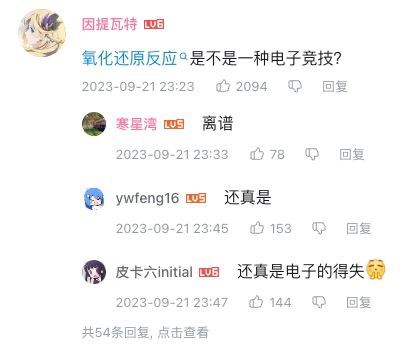 因提瓦特 LV5
氧化还原反应是不是一种电子竞技?
2023-09-21 23:23 2094 回复
寒星湾 LV5 离谱
2023-09-21 23:33 78 回复
ywfeng16 LV5 还真是
2023-09-21 23:45 153 回复
皮卡六initial LV6 还真是电子的得失
2023-09-21 23:47 144 回复
共54条回复, 点击查看